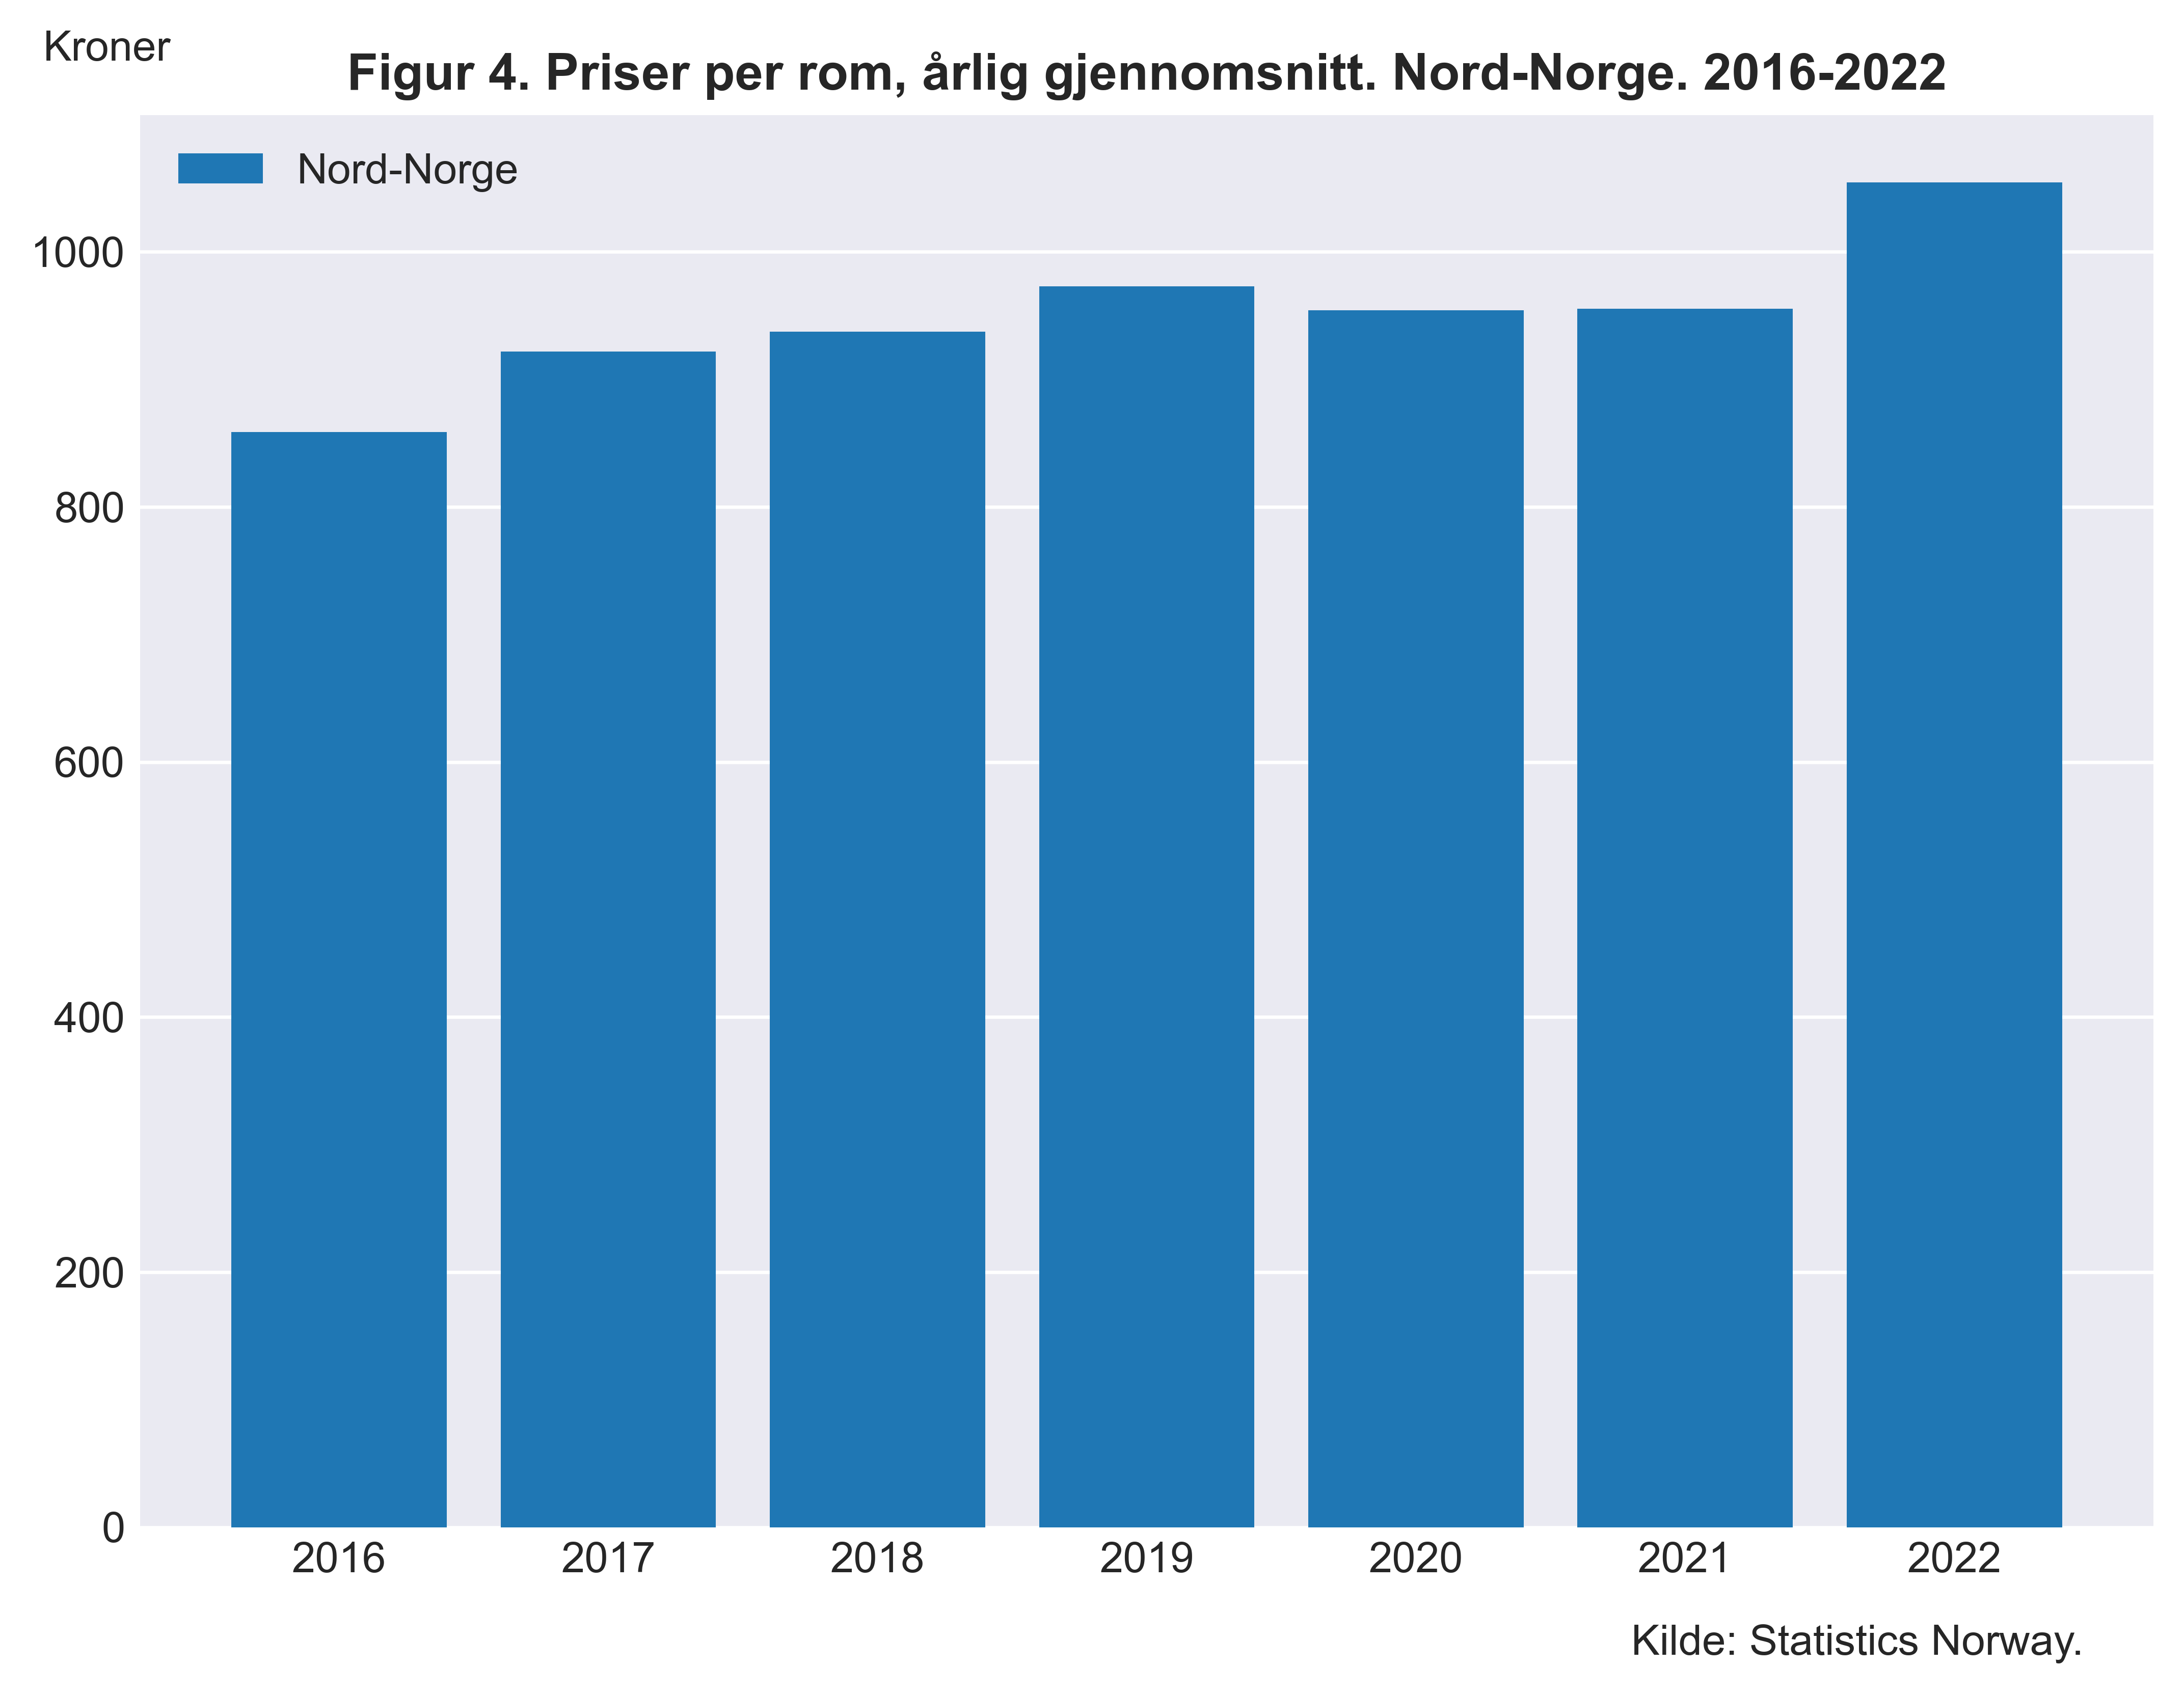 Kroner
Figur 4. Priser per rom, årlig gjennomsnitt. Nord-Norge. 2016-2022
Nord-Norge
1000
800
600
400
200
0
2016 2017 2018 2019 2020 2021 2022
Kilde: Statistics Norway.